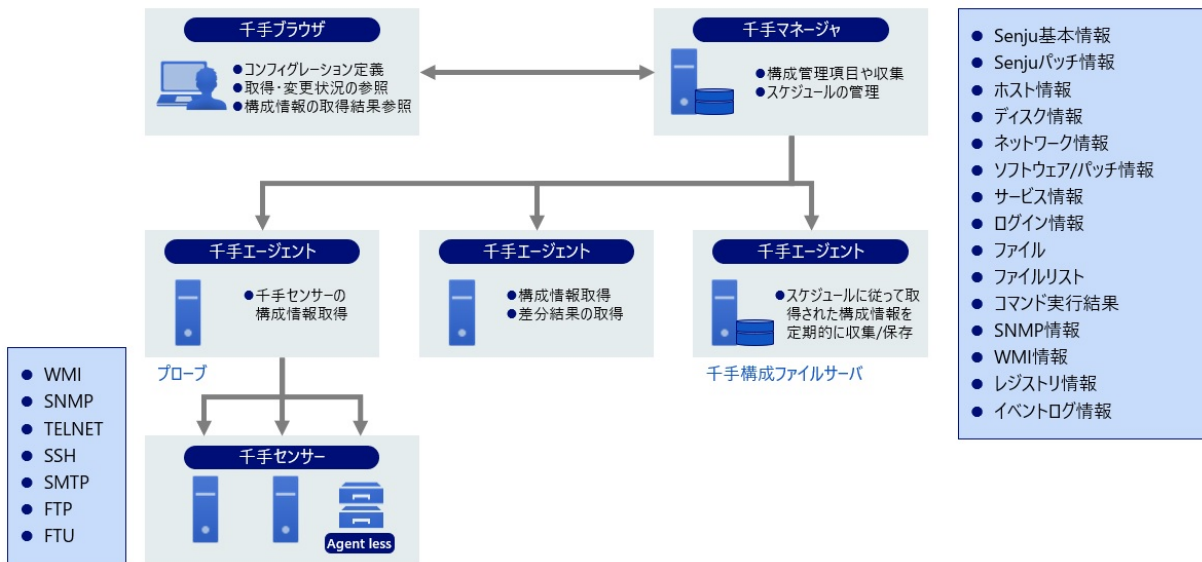 千手ブラウザ
●コンフィグレーション定義
●取得・変更状況の参照
●構成情報の取得結果参照
千手マネージャ
●構成管理項目や収集
●スケジュールの管理
千手エージェント
●千手センサーの
構成情報取得
プローブ
千手エージェント
●構成情報取得
●差分結果の取得
千手エージェント
●スケジュールに従って取
得された構成情報を
定期的に収集/保存
千手構成ファイルサーバ
千手センサー
Agent less
● WMI
● SNMP
● TELNET
● SSH
● SMTP
● FTP
● FTU
● Senju基本情報
● Senjuパッチ情報
● ホスト情報
● ディスク情報
● ネットワーク情報
● ソフトウェア/パッチ情報
● サービス情報
● ログイン情報
● ファイル
● ファイルリスト
● コマンド実行結果
● SNMP情報
● WMI情報
● レジストリ情報
● イベントログ情報